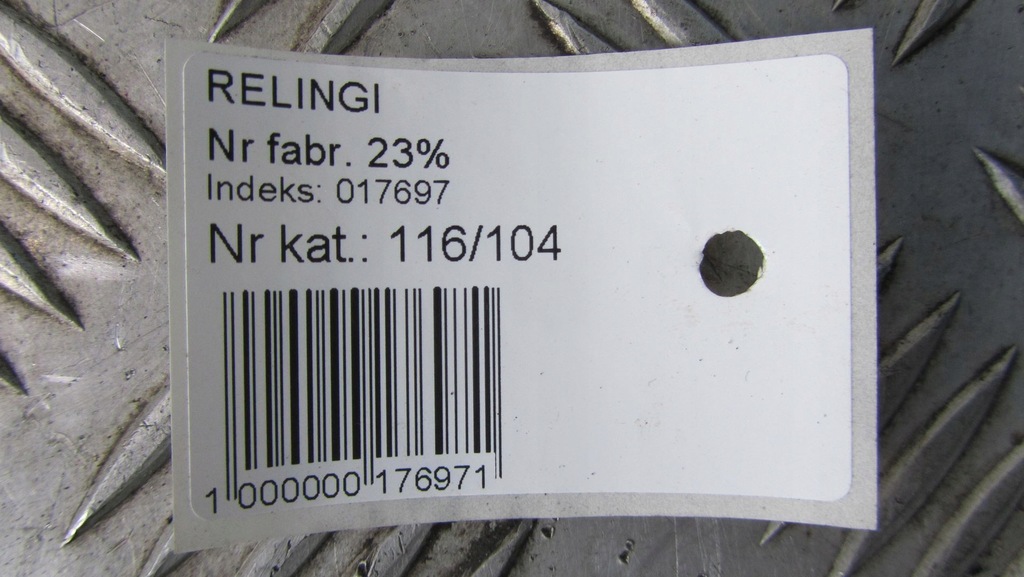 RELINGI
Nr fabr. 23%
Indeks: 017697
Nr kat.: 116/104
1 000000 176971